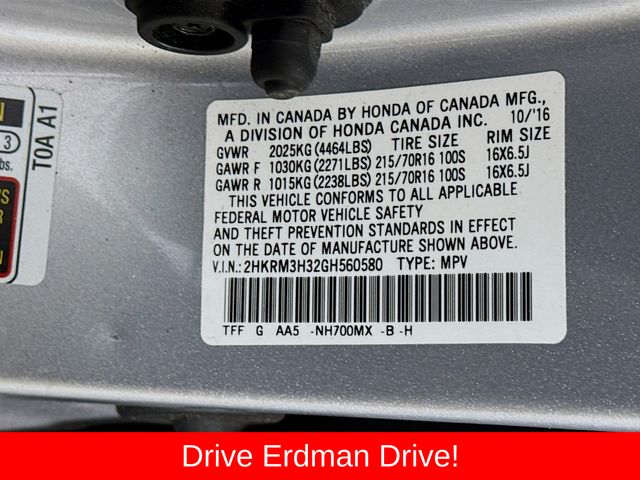 N
3
bs.
'S
R
N
T0A A1
MFD. IN CANADA BY HONDA OF CANADA MFG.,
A DIVISION OF HONDA CANADA INC. 10/'16
GVWR 2025KG (4464LBS) TIRE SIZE RIM SIZE
GAWR F 1030KG (2271LBS) 215/70R16 100S 16X6.5J
GAWR R 1015KG (2238LBS) 215/70R16 100S 16X6.5J
THIS VEHICLE CONFORMS TO ALL APPLICABLE
FEDERAL MOTOR VEHICLE SAFETY
AND THEFT PREVENTION STANDARDS IN EFFECT
ON THE DATE OF MANUFACTURE SHOWN ABOVE.
V.I.N.: 2HKRM3H32GH560580 TYPE: MPV
TFF G AA5 -NH700MX -B -H
Drive Erdman Drive!